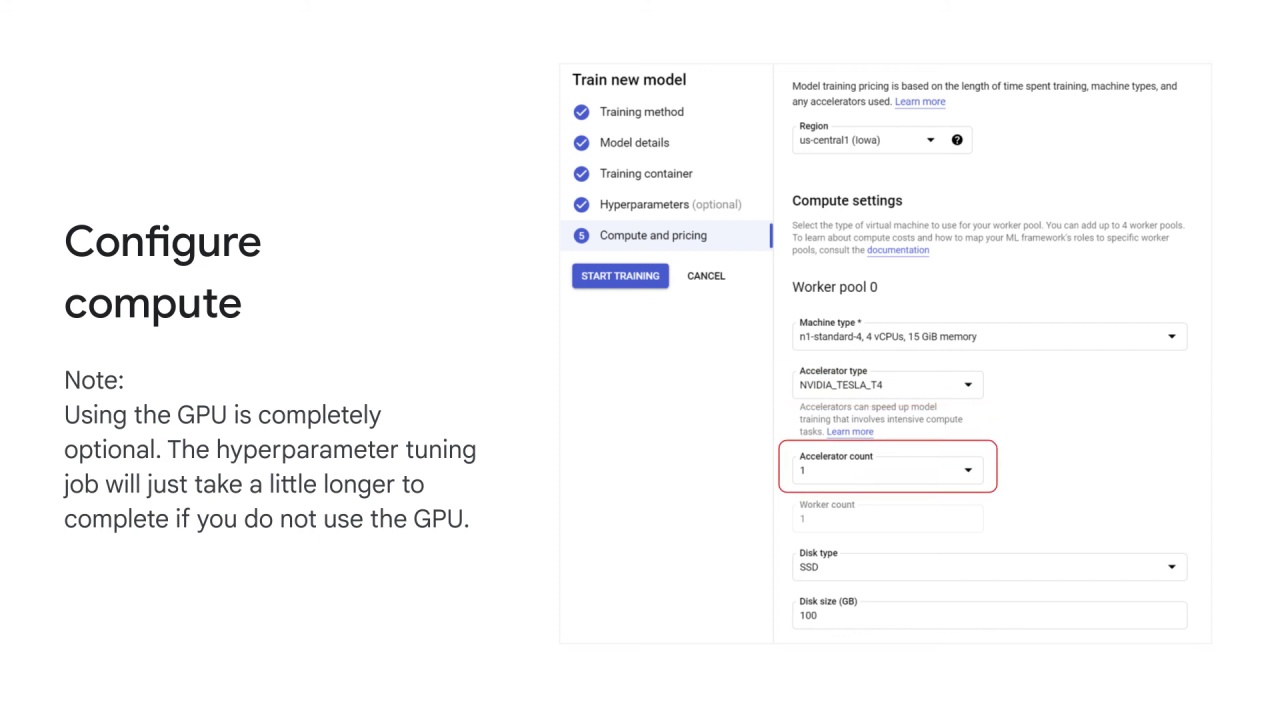 Configure
compute
Note:
Using the GPU is completely
optional. The hyperparameter tuning
job will just take a little longer to
complete if you do not use the GPU.
Train new model
Training method
Model details
Training container
Hyperparameters (optional)
5 Compute and pricing
START TRAINING CANCEL
Model training pricing is based on the length of time spent training, machine types, and
any accelerators used. Learn more
Region
us-central1 (Iowa) ?
Compute settings
Select the type of virtual machine to use for your worker pool. You can add up to 4 worker pools.
To learn about compute costs and how to map your ML framework's roles to specific worker
pools, consult the documentation
Worker pool 0
Machine type *
n1-standard-4, 4 vCPUs, 15 GiB memory
Accelerator type
NVIDIA_TESLA_T4
Accelerators can speed up model
training that involves intensive compute
tasks. Learn more
Accelerator count
1
Worker count
1
Disk type
SSD
Disk size (GB)
100